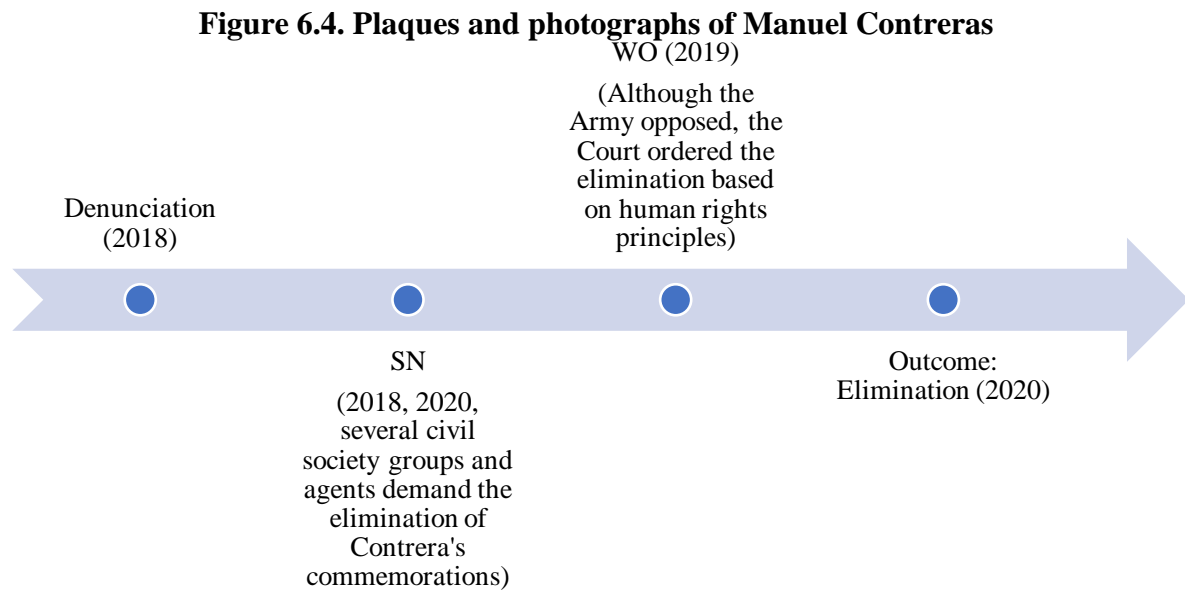 Figure 6.4. Plaques and photographs of Manuel Contreras
Denunciation
(2018)
SN
(2018, 2020,
several civil
society groups and
agents demand the
elimination of
Contrera's
commemorations)
WO (2019)
(Although the
Army opposed, the
Court ordered the
elimination based
on human rights
principles)
Outcome:
Elimination (2020)